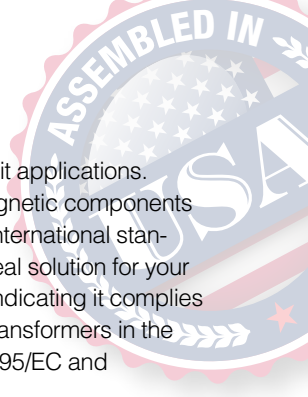 ASSEMBLED IN
USA
it applications.
gnetic components
nternational stan-
eal solution for your
ndicating it complies
ransformers in the
95/EC and